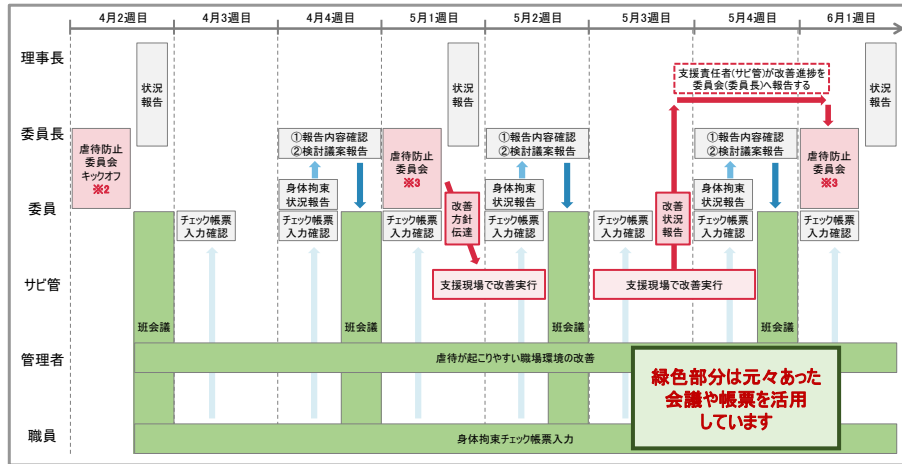 4月2週目
4月3週目
4月4週目
5月1週目
5月2週目
5月3週目
5月4週目
6月1週目
理事長
状況
報告
状況
報告
支援責任者(サビ管)が改善進捗を
委員会(委員長)へ報告する
状況
報告
委員長
虐待防止
委員会
キックオフ
※2
①報告内容確認
②検討議案報告
虐待防止
委員会
※3
①報告内容確認
②検討議案報告
①報告内容確認
②検討議案報告
虐待防止
委員会
※3
委員
身体拘束
状況報告
改善
方針
伝達
身体拘束
状況報告
改善
状況
報告
身体拘束
状況報告
チェック帳票
入力確認
チェック帳票
入力確認
チェック帳票
入力確認
チェック帳票
入力確認
チェック帳票
入力確認
チェック帳票
入力確認
チェック帳票
入力確認
サビ管
支援現場で改善実行
支援現場で改善実行
班会議
班会議
班会議
班会議
管理者
虐待が起こりやすい職場環境の改善
緑色部分は元々あった
会議や帳票を活用
しています
職員
身体拘束チェック帳票入力